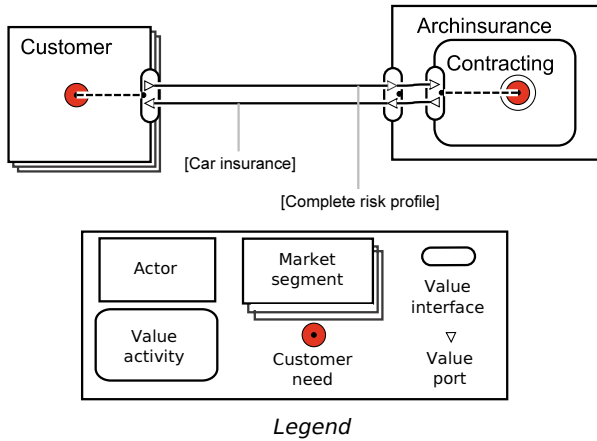 Customer
Archinsurance
Contracting
[Car insurance]
[Complete risk profile]
Actor
Market
segment
Value
interface
Value
activity
Customer
need
Value
port
Legend